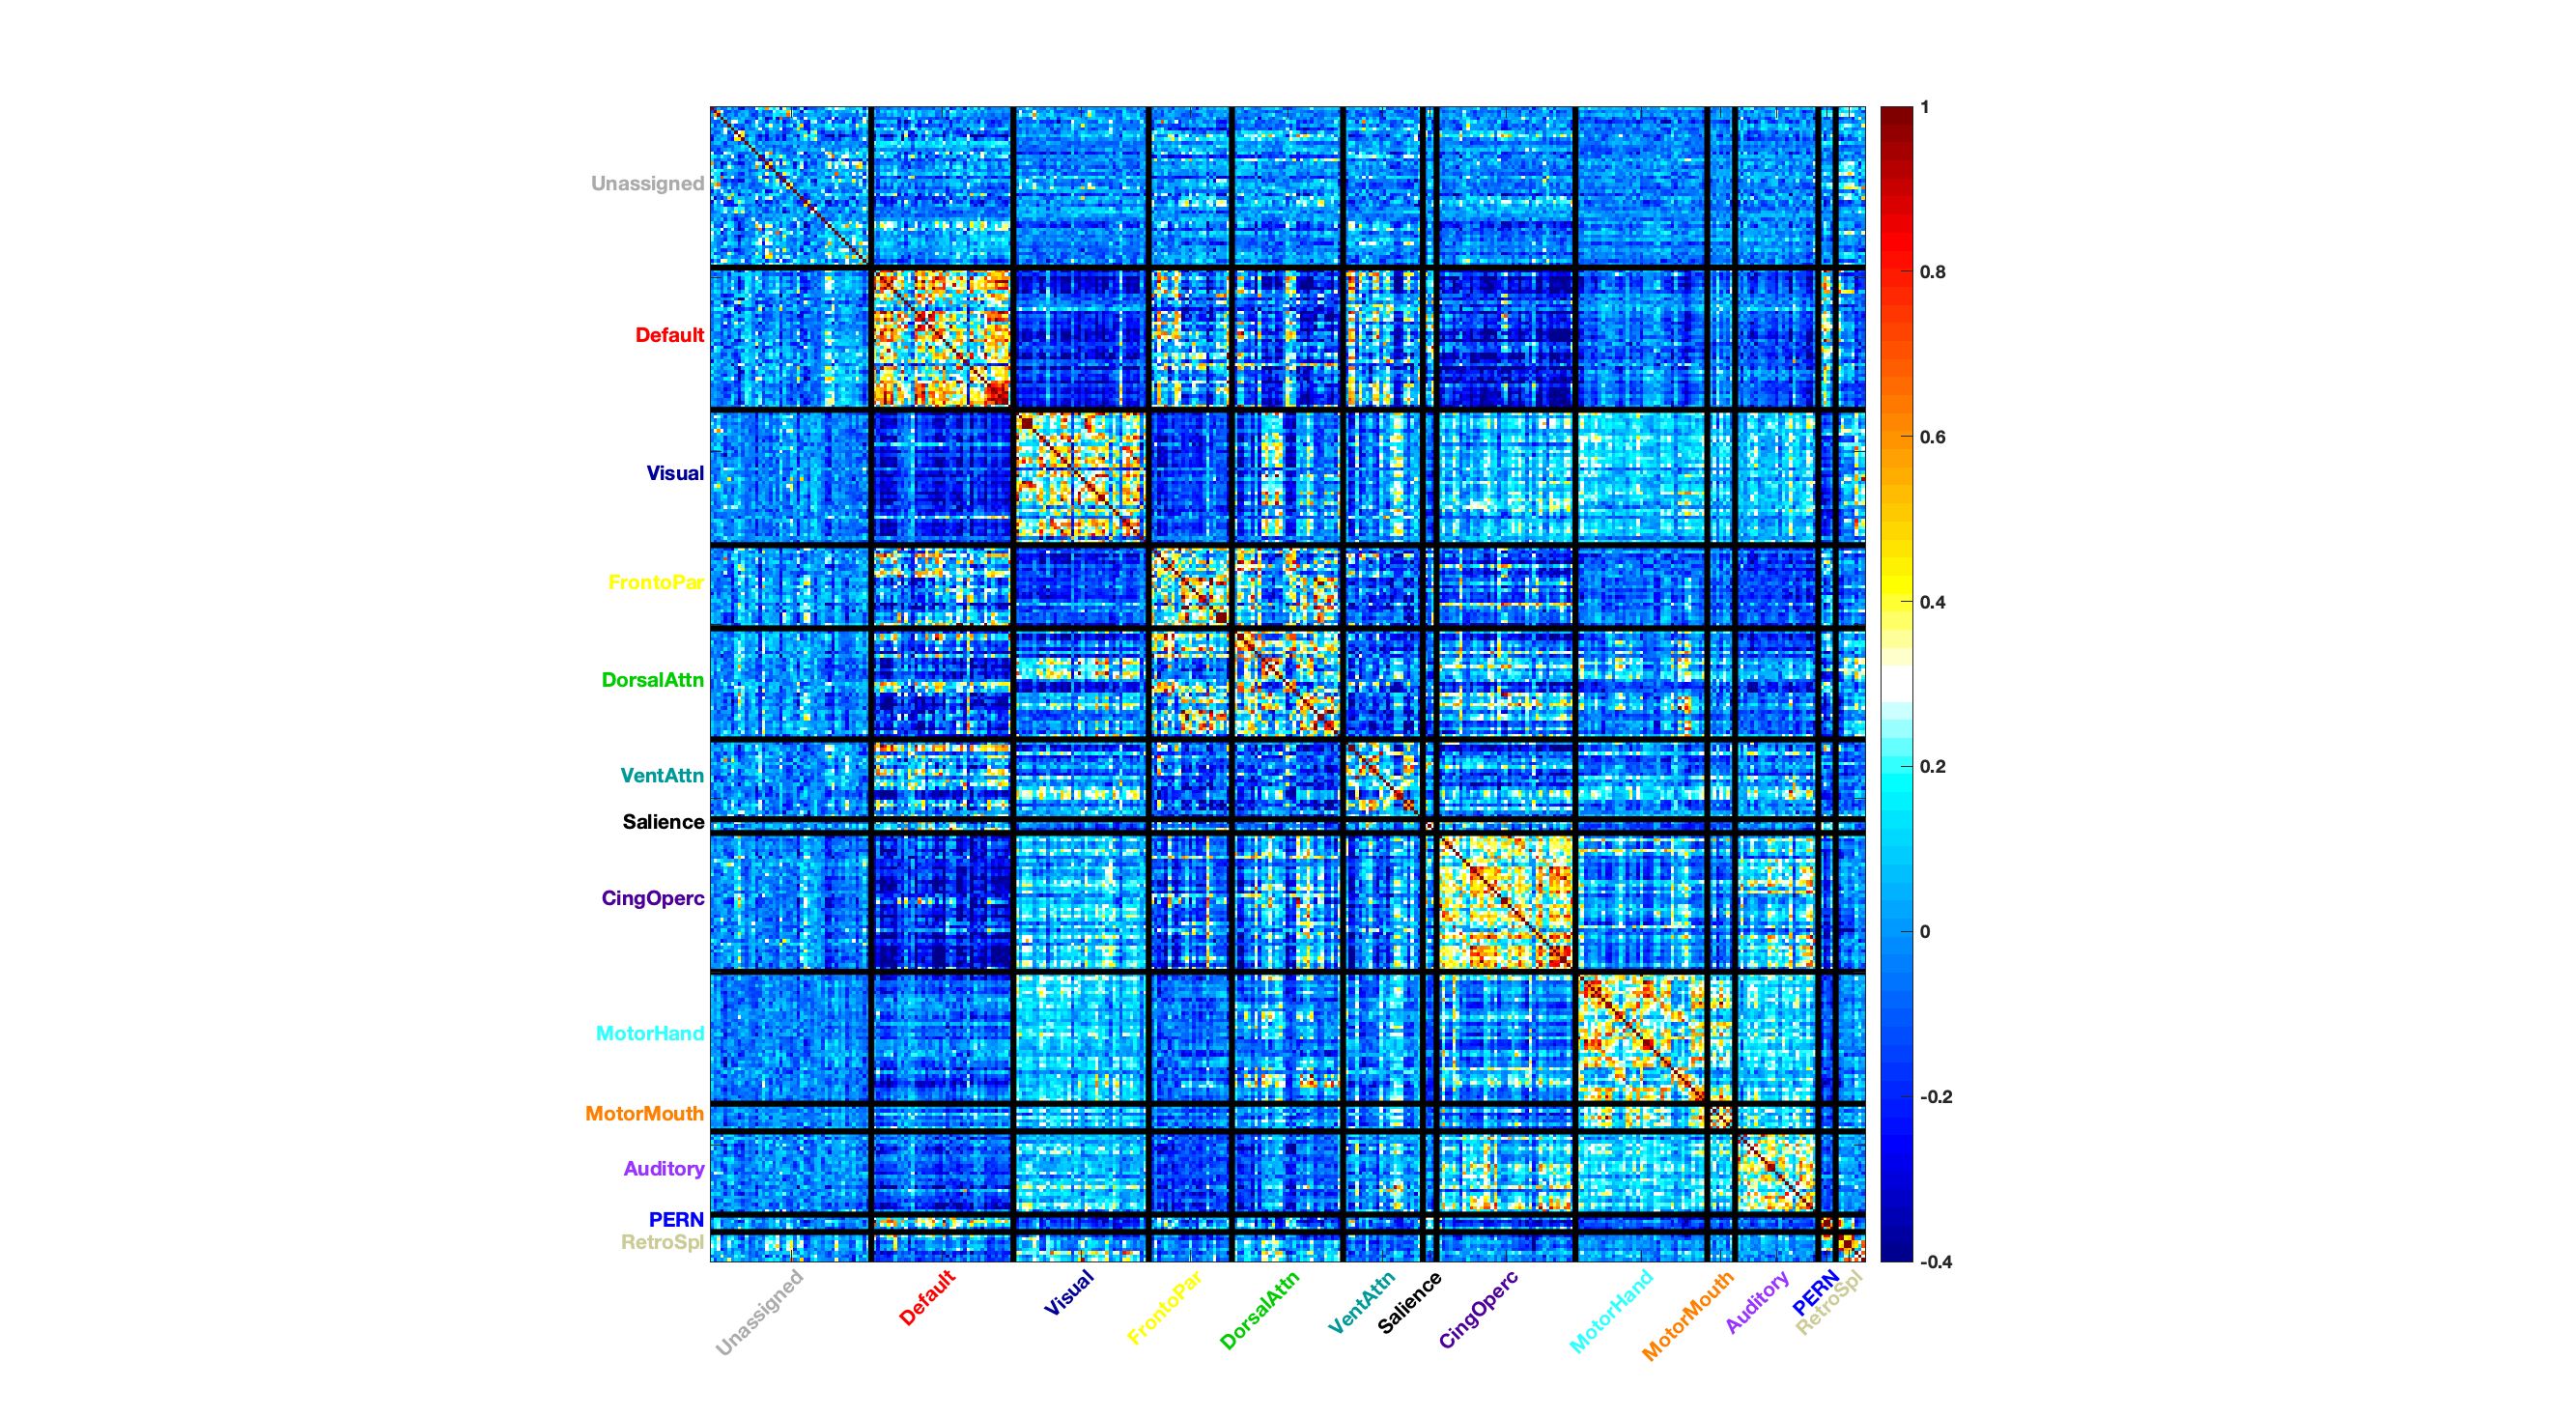 Unassigned
Default
Visual
FrontoPar
DorsalAttn
VentAttn
Salience
CingOperc
MotorHand
MotorMouth
Auditory
PERN
RetroSpl
Unassigned
Default
Visual
FrontoPar
DorsalAttn
VentAttn
Salience
CingOperc
MotorHand
MotorMouth
Auditory
PERN
RetroSpl
1
0.8
0.6
0.4
0.2
0
-0.2
-0.4